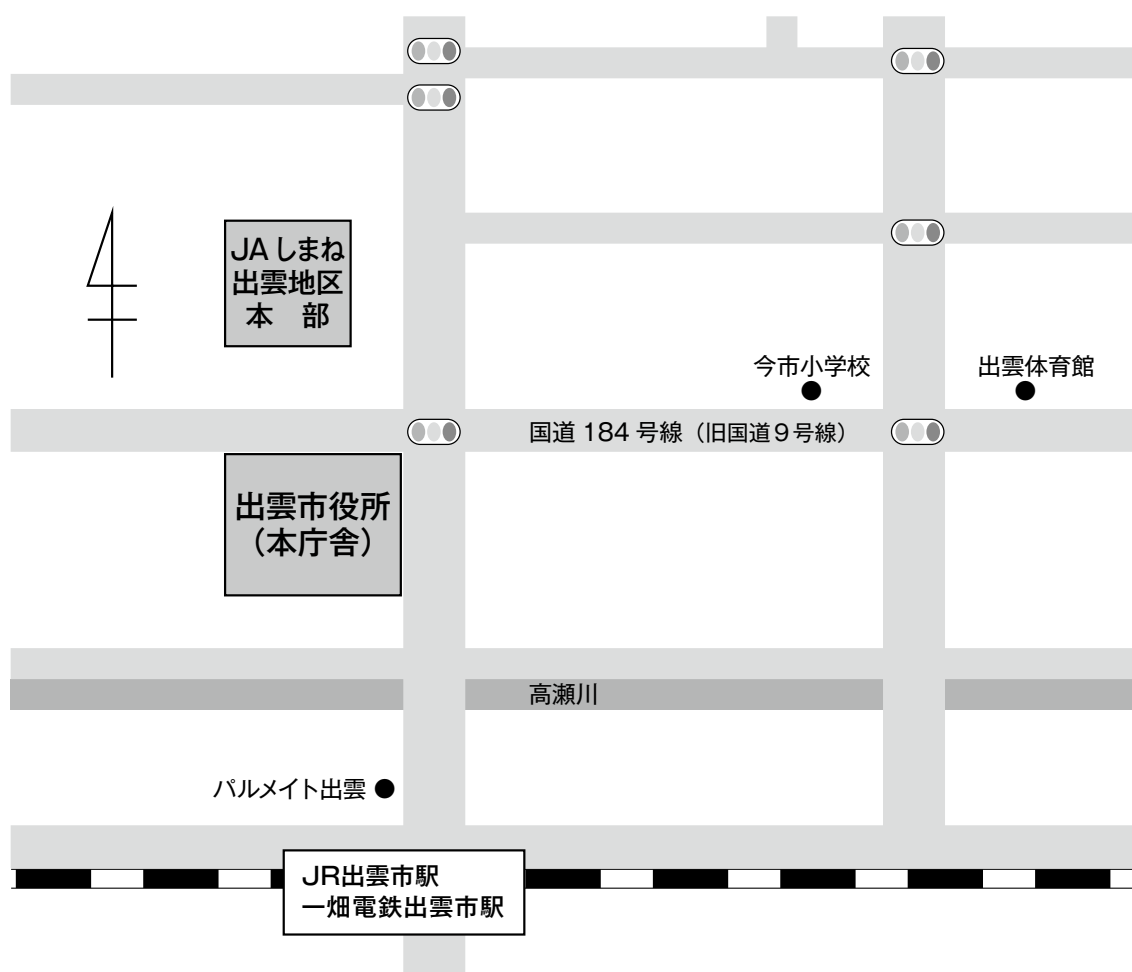 JAしまね
出雲地区
本　部
今市小学校
出雲体育館
国道 184 号線（旧国道９号線）
出雲市役所
（本庁舎）
高瀬川
パルメイト出雲
JR出雲市駅
一畑電鉄出雲市駅